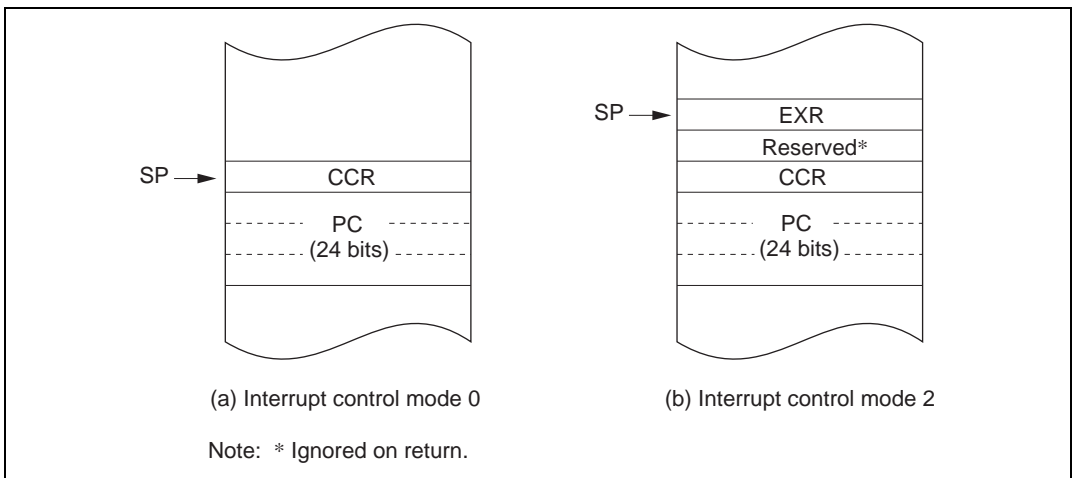 SP
CCR
PC
(24 bits)
(a) Interrupt control mode 0
SP
EXR
Reserved*
CCR
PC
(24 bits)
(b) Interrupt control mode 2
Note: * Ignored on return.